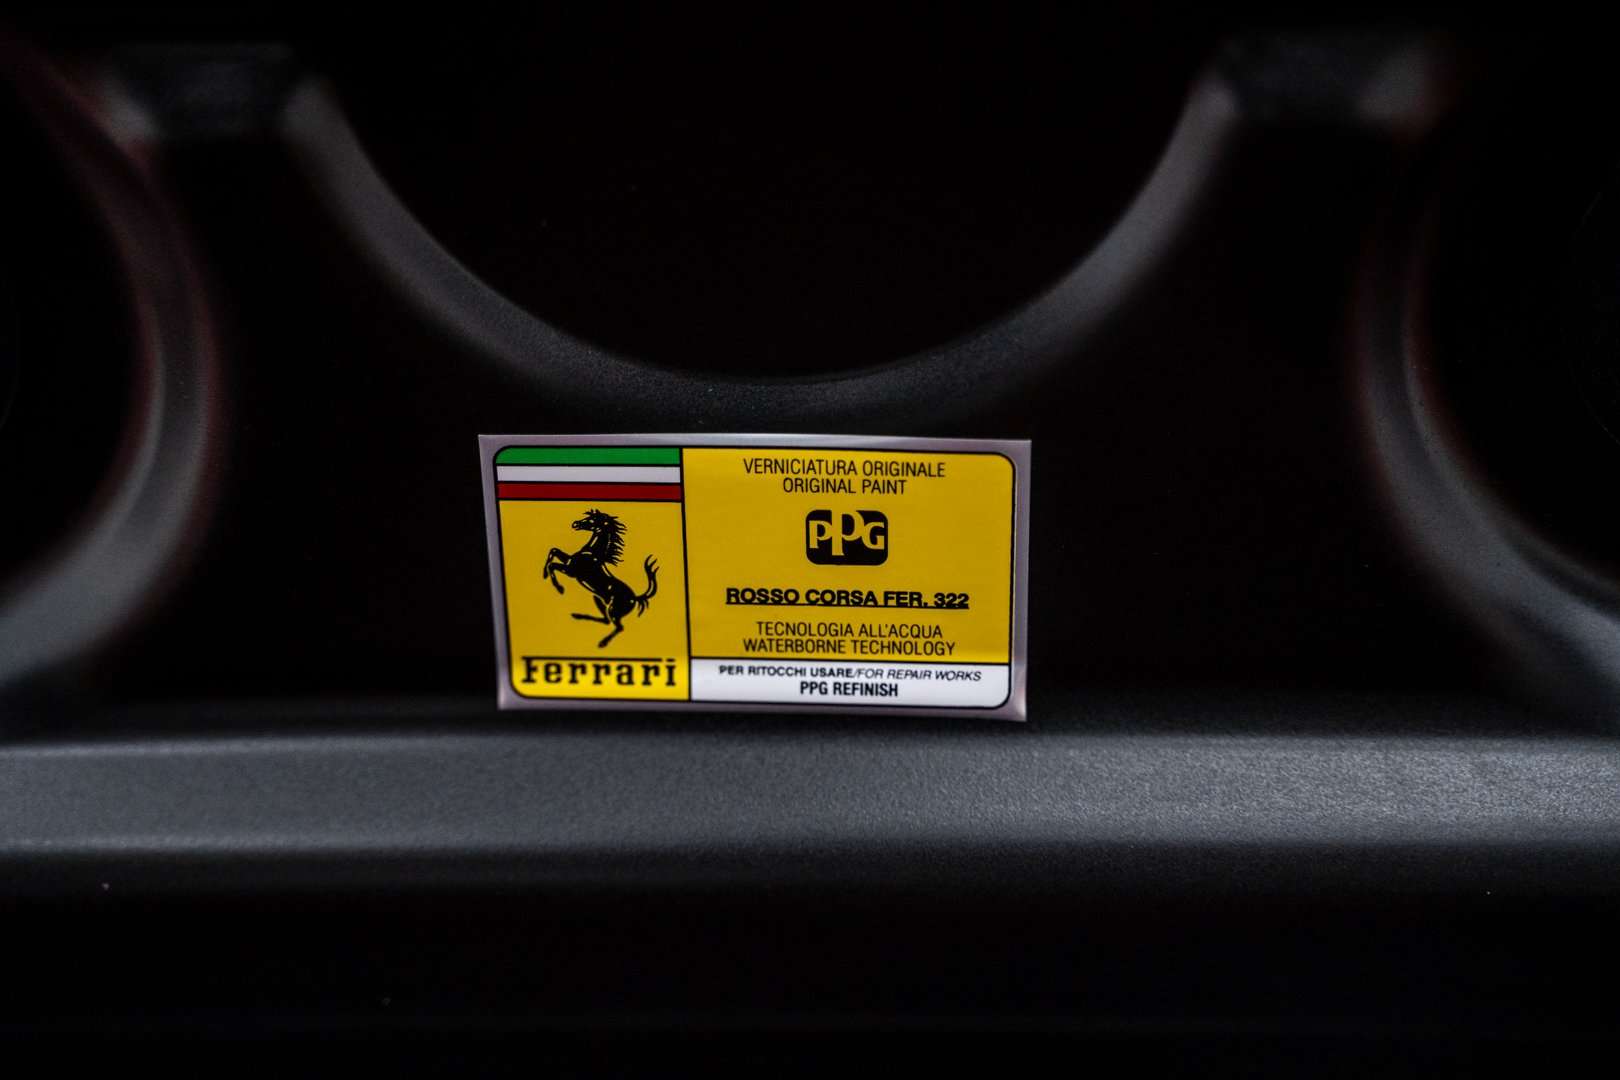 Ferrari
VERNICIATURA ORIGINALE
ORIGINAL PAINT
PPG
ROSSO CORSA FER. 322
TECNOLOGIA ALL'ACQUA
WATERBORNE TECHNOLOGY
PER RITOCCHI USARE/FOR REPAIR WORKS
PPG REFINISH